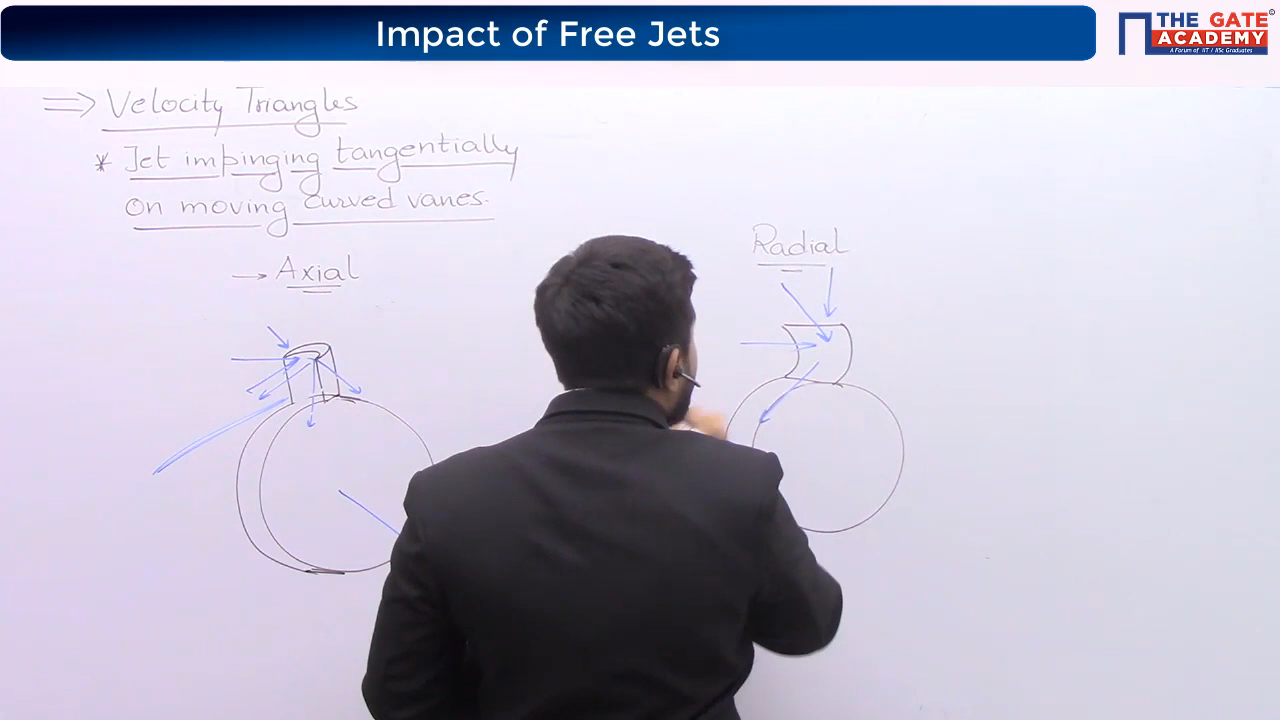 Impact of Free Jets
THE GATE
ACADEMY
A Forum of IIT / IISc Graduates
⇒ Velocity Triangles
* Jet impinging tangentially
on moving curved vanes.
→ Axial
Radial